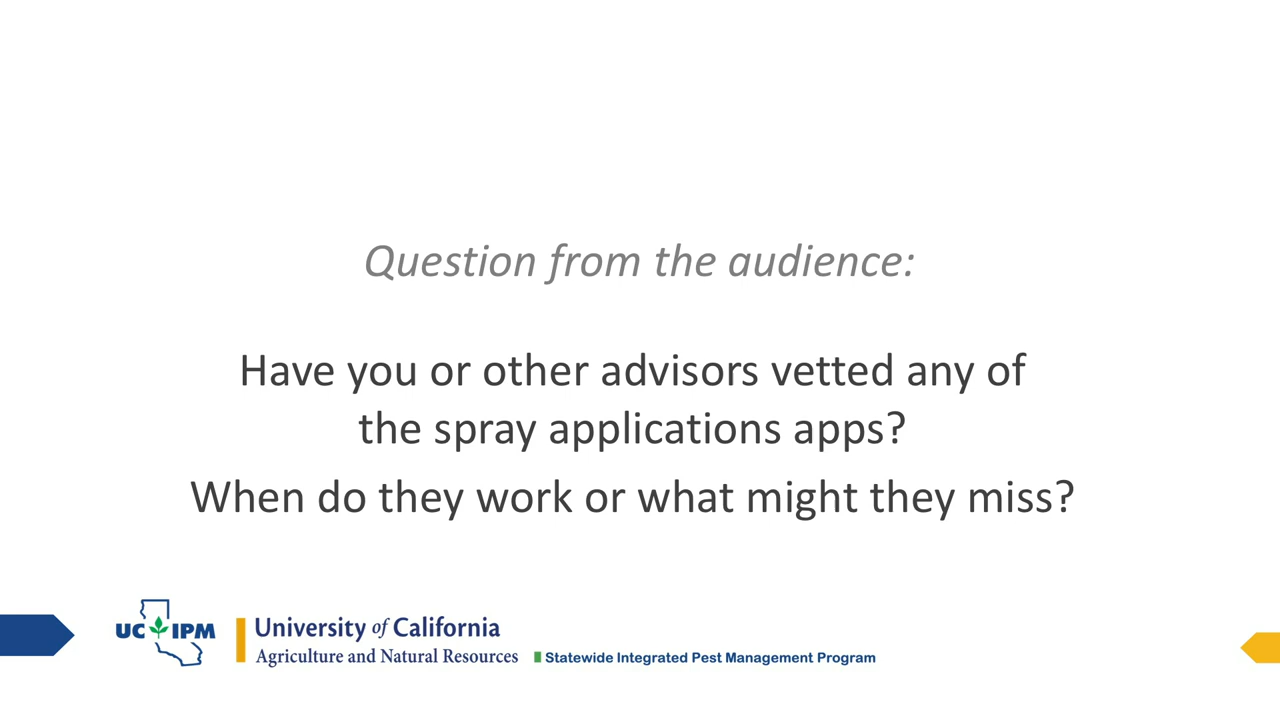 Question from the audience:
Have you or other advisors vetted any of
the spray applications apps?
When do they work or what might they miss?
UC IPM
University of California
Agriculture and Natural Resources
Statewide Integrated Pest Management Program